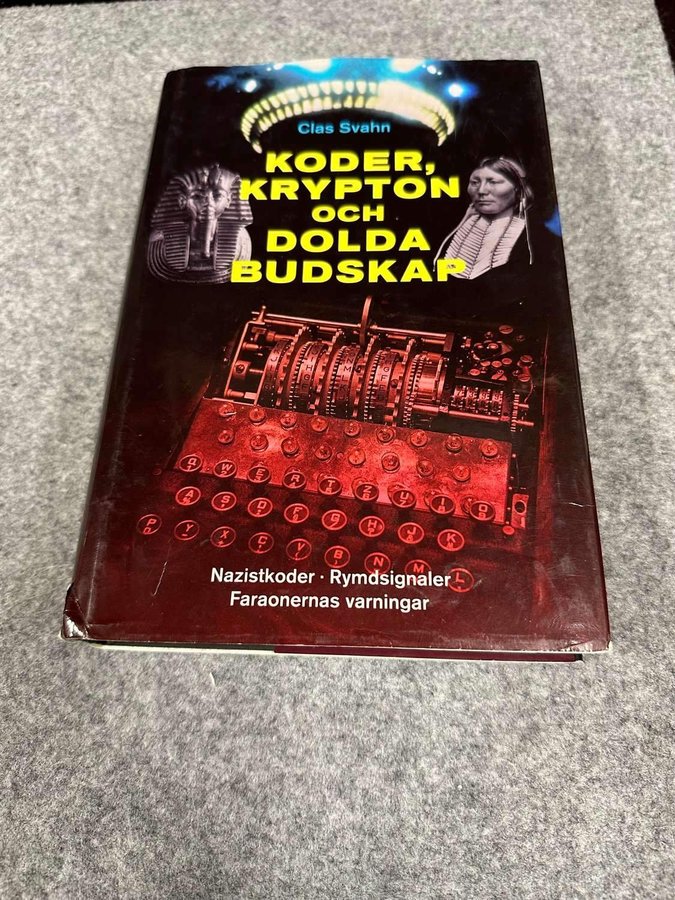 Clas Svahn
KODER,
KRYPTON
OCH
DOLDA
BUDSKAP
Q W E R T Z U I O
A S D F G H J K
P Y X C V B N M L
Nazistkoder · Rymdsignaler
Faraonernas varningar